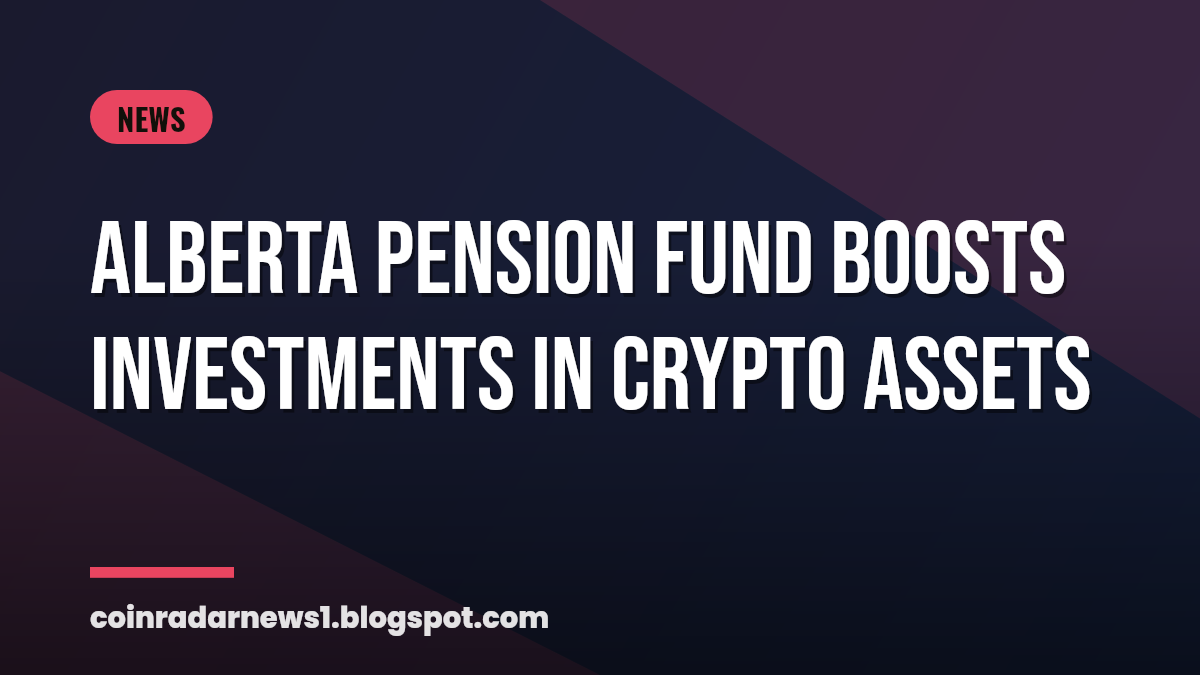 NEWS
ALBERTA PENSION FUND BOOSTS
INVESTMENTS IN CRYPTO ASSETS
coinradarnews1.blogspot.com